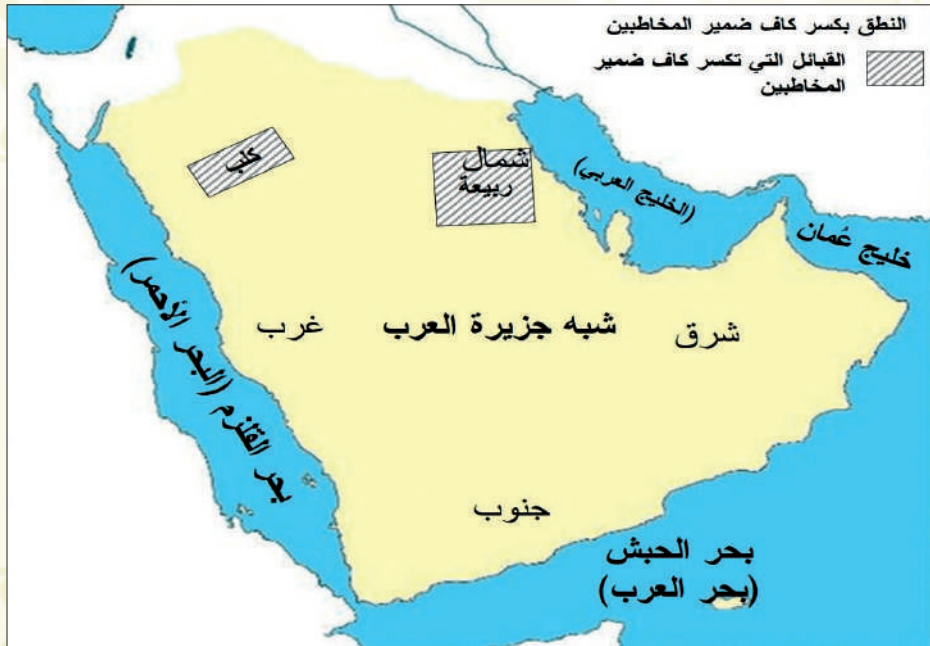 النطق بكسر كاف ضمير المخاطبين
القبائل التي تكسر كاف ضمير
المخاطبين
كلب
شمال
ربيعة
(الخليج العربي)
خليج عُمان
بحر القلزم (البحر الأحمر)
غرب
شبه جزيرة العرب
شرق
جنوب
بحر الحبش
(بحر العرب)